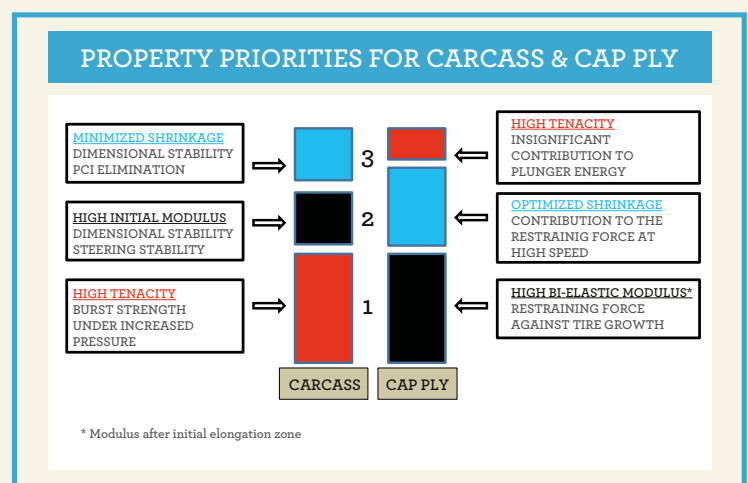 PROPERTY PRIORITIES FOR CARCASS & CAP PLY
MINIMIZED SHRINKAGE
DIMENSIONAL STABILITY
PCI ELIMINATION
HIGH INITIAL MODULUS
DIMENSIONAL STABILITY
STEERING STABILITY
HIGH TENACITY
BURST STRENGTH
UNDER INCREASED
PRESSURE
3
2
1
HIGH TENACITY
INSIGNIFICANT
CONTRIBUTION TO
PLUNGER ENERGY
OPTIMIZED SHRINKAGE
CONTRIBUTION TO THE
RESTRAINIG FORCE AT
HIGH SPEED
HIGH BI-ELASTIC MODULUS*
RESTRAINING FORCE
AGAINST TIRE GROWTH
CARCASS
CAP PLY
* Modulus after initial elongation zone